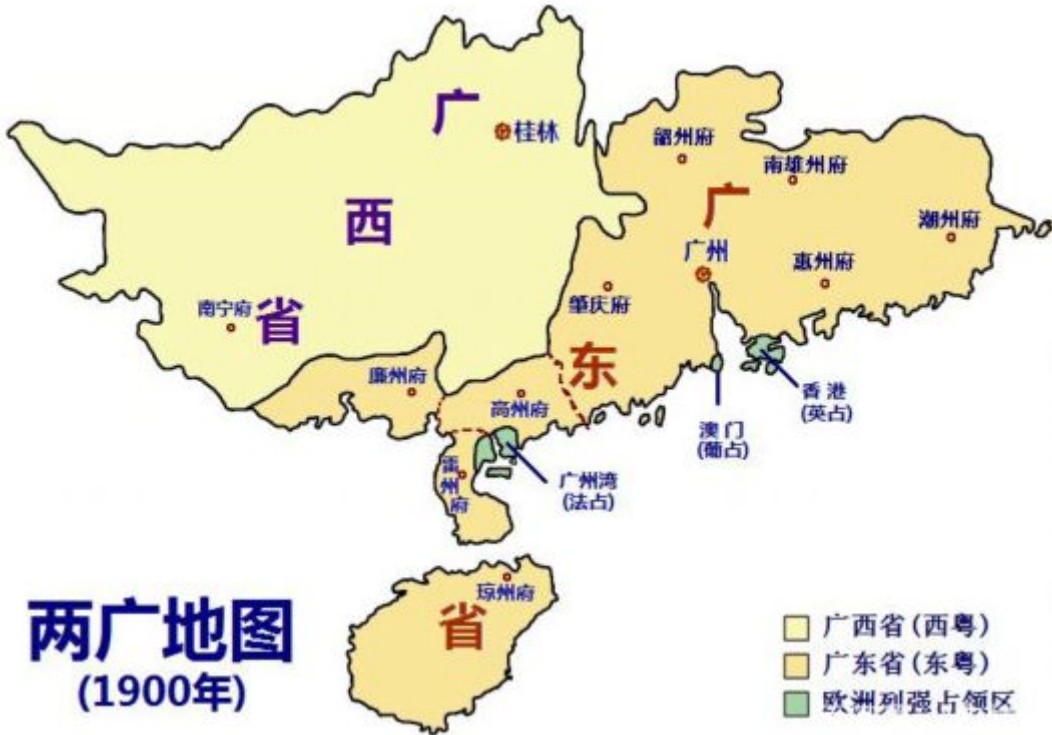 广
桂林
西
南宁府
省
韶州府
南雄州府
广
潮州府
广州
惠州府
肇庆府
东
廉州府
高州府
雷州府
香港
(英占)
澳门
(葡占)
广州湾
(法占)
琼州府
省
两广地图
(1900年)
广西省(西粤)
广东省(东粤)
欧洲列强占领区